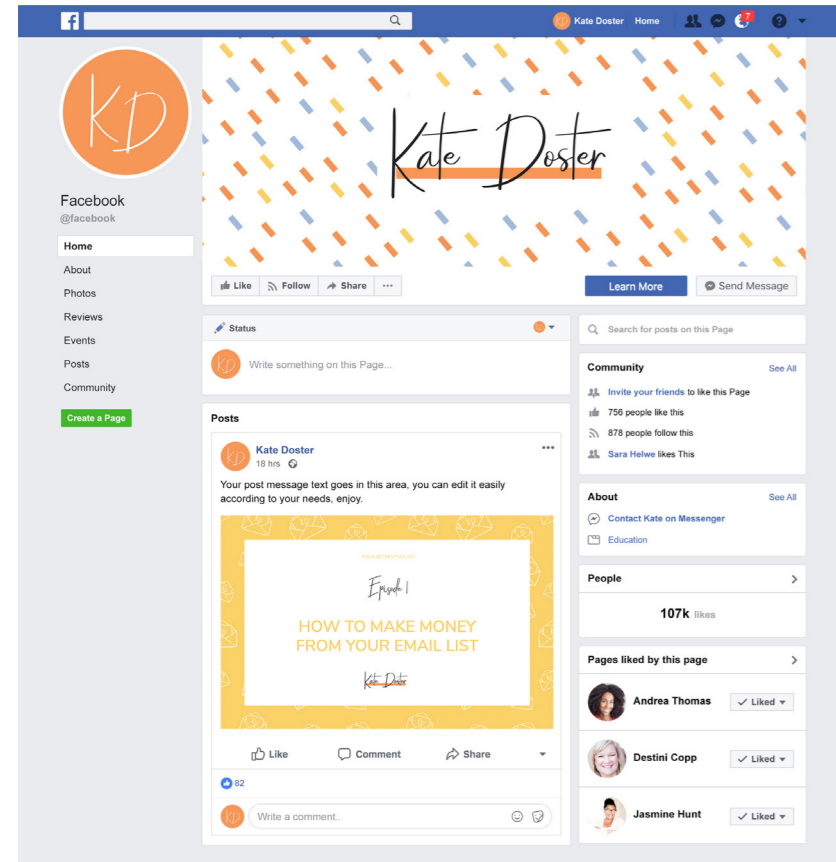 f
Kate Doster Home 7 ?
KD
Kate Doster
Facebook
@facebook
Home
About
Photos
Reviews
Events
Posts
Community
Create a Page
Like Follow Share ...
Learn More Send Message
Status
KD Write something on this Page...
Posts
KD Kate Doster ...
18 hrs
Your post message text goes in this area, you can edit it easily
according to your needs, enjoy.
Episode 1
HOW TO MAKE MONEY
FROM YOUR EMAIL LIST
Kate Doster
Like Comment Share
82
KD Write a comment..
Search for posts on this Page
Community See All
Invite your friends to like this Page
756 people like this
878 people follow this
Sara Helwe likes This
About See All
Contact Kate on Messenger
Education
People
107k likes
Pages liked by this page
Andrea Thomas Liked
Destini Copp Liked
Jasmine Hunt Liked